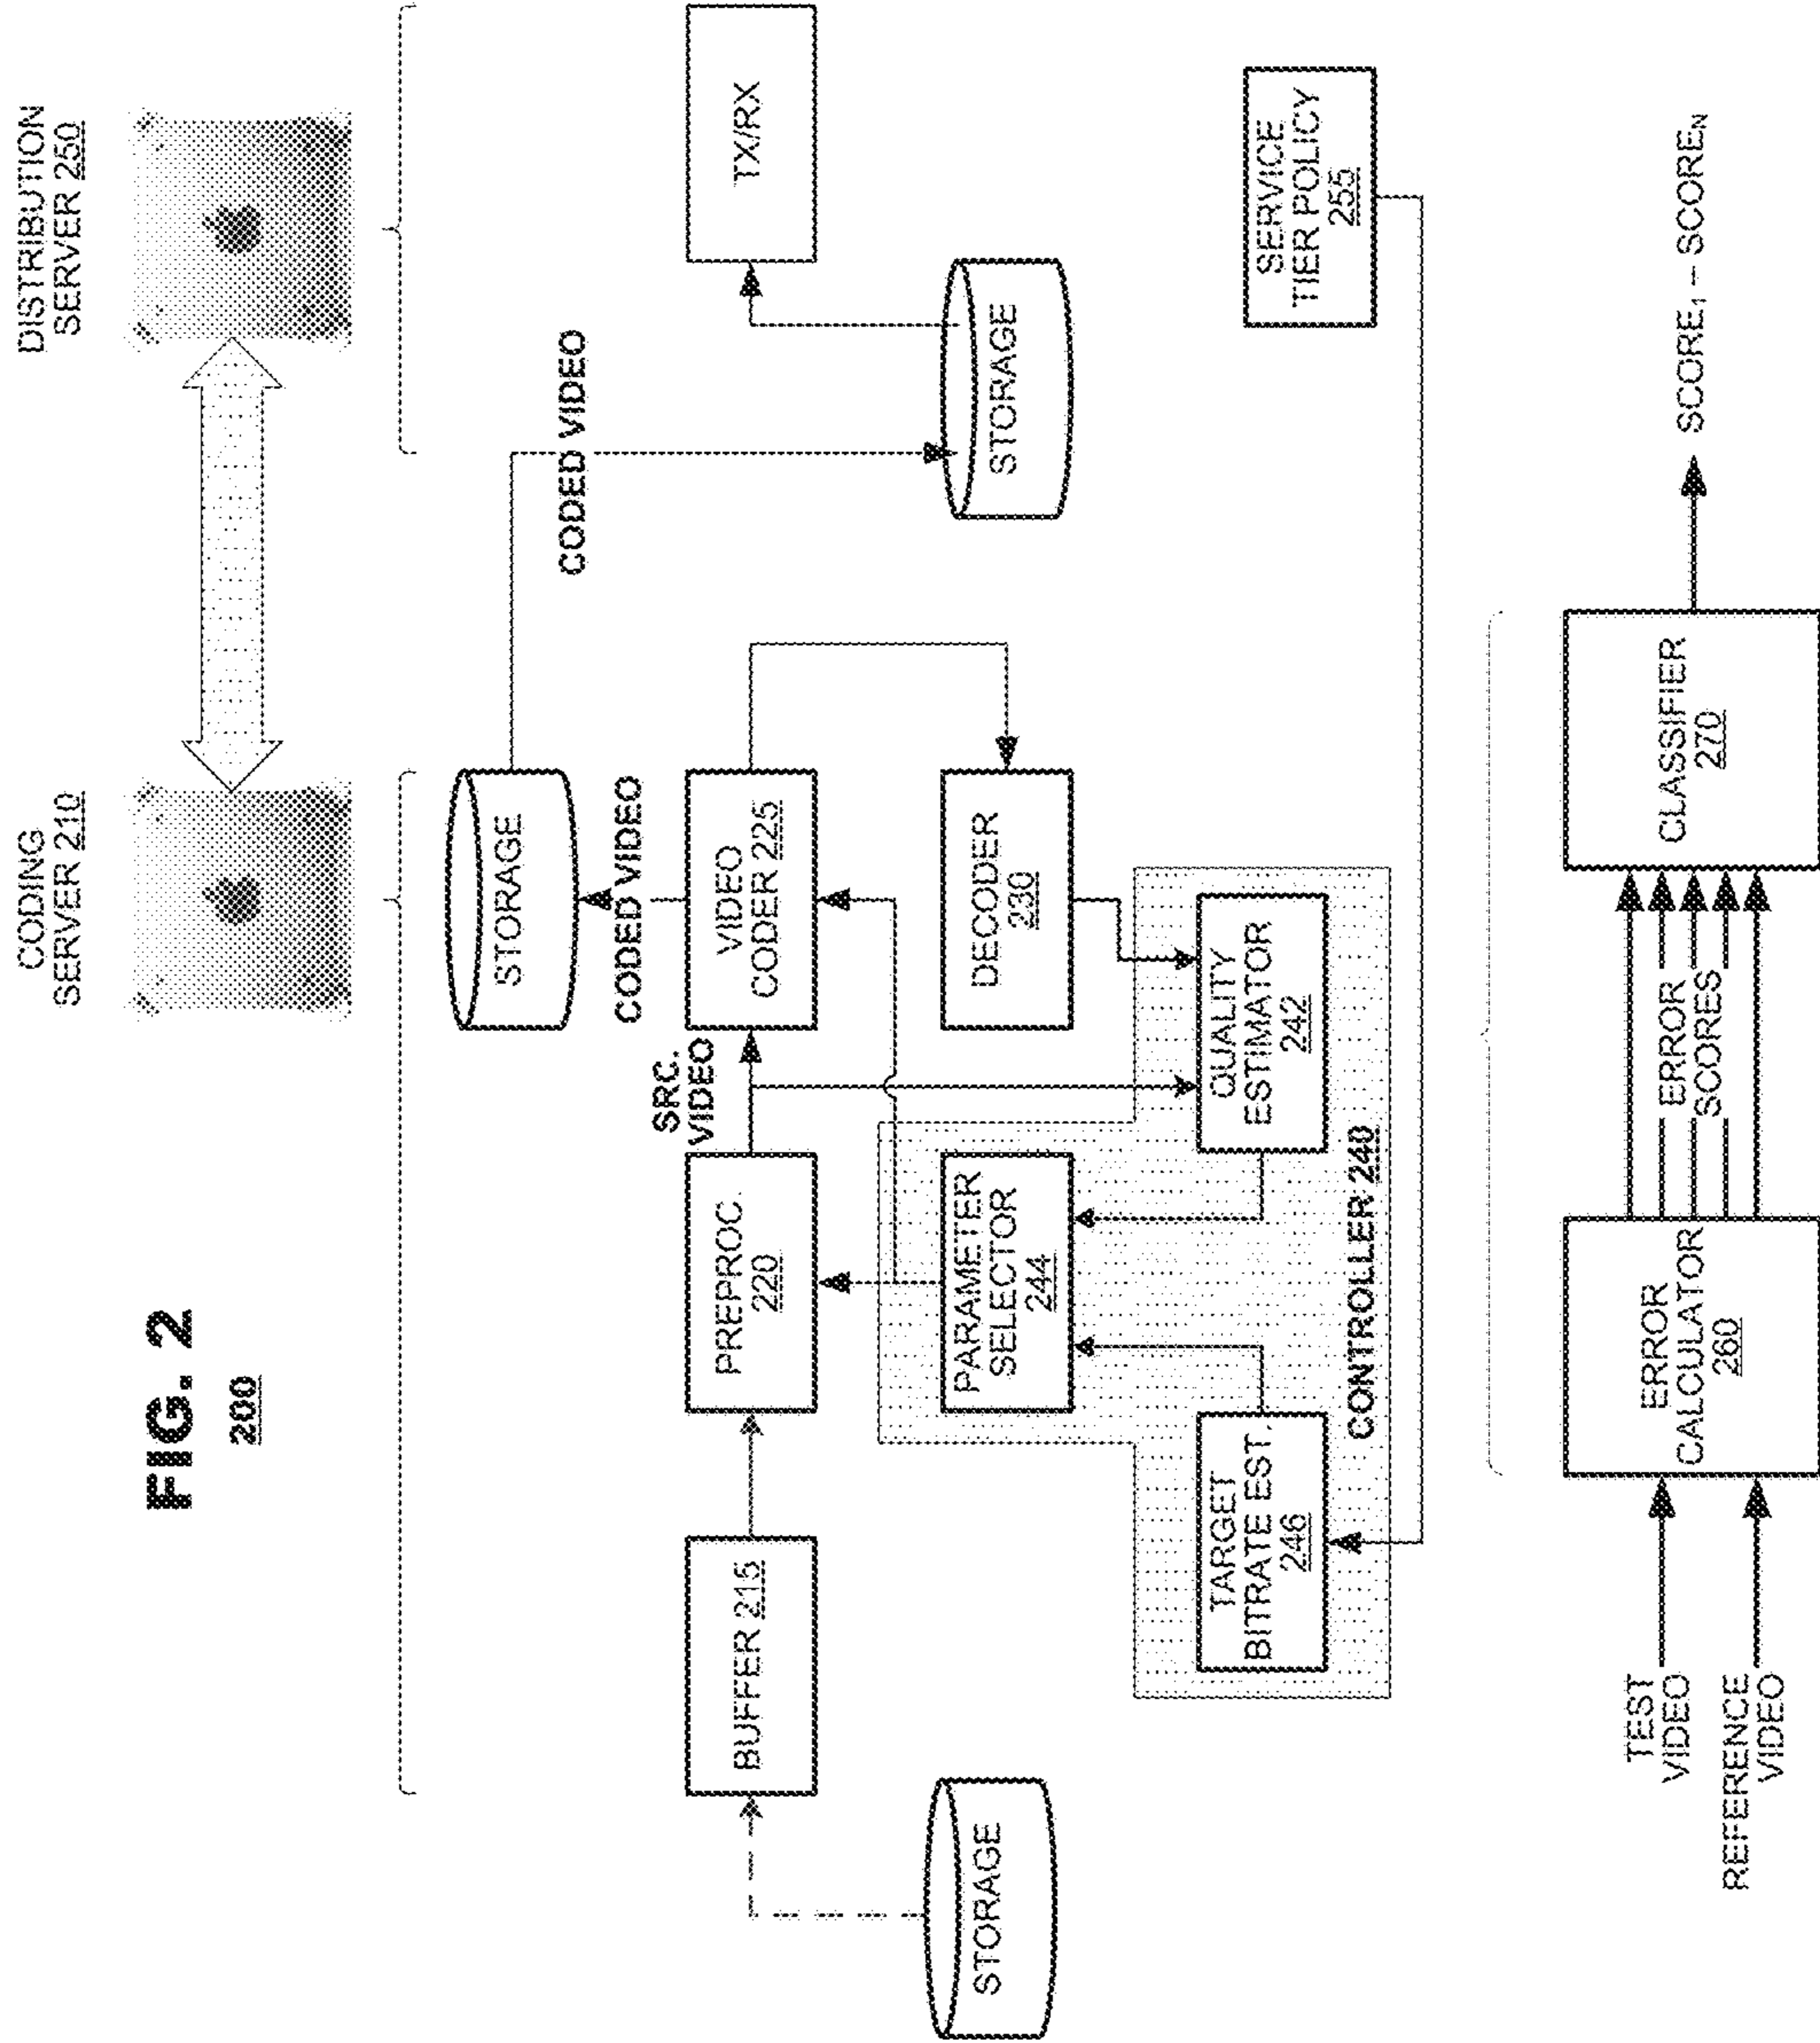 FIG. 2
200
CODING
SERVER 210
DISTRIBUTION
SERVER 250
STORAGE
CODED VIDEO
CODED VIDEO
BUFFER 215
PREPROC.
220
SRC.
VIDEO
VIDEO
CODER 225
TX/RX
STORAGE
PARAMETER
SELECTOR
244
DECODER
230
STORAGE
TARGET
BITRATE EST.
246
QUALITY
ESTIMATOR
242
CONTROLLER 240
SERVICE
TIER POLICY
255
TEST
VIDEO
REFERENCE
VIDEO
ERROR
CALCULATOR
260
ERROR
SCORES
CLASSIFIER
270
SCORE1 – SCOREN